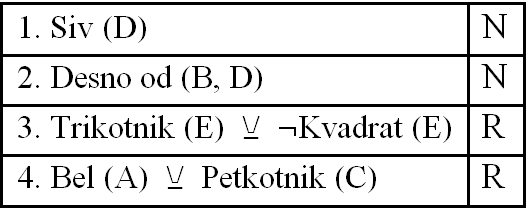 1. Siv (D) N
2. Desno od (B, D) N
3. Trikotnik (E) ⊻ ¬Kvadrat (E) R
4. Bel (A) ⊻ Petkotnik (C) R